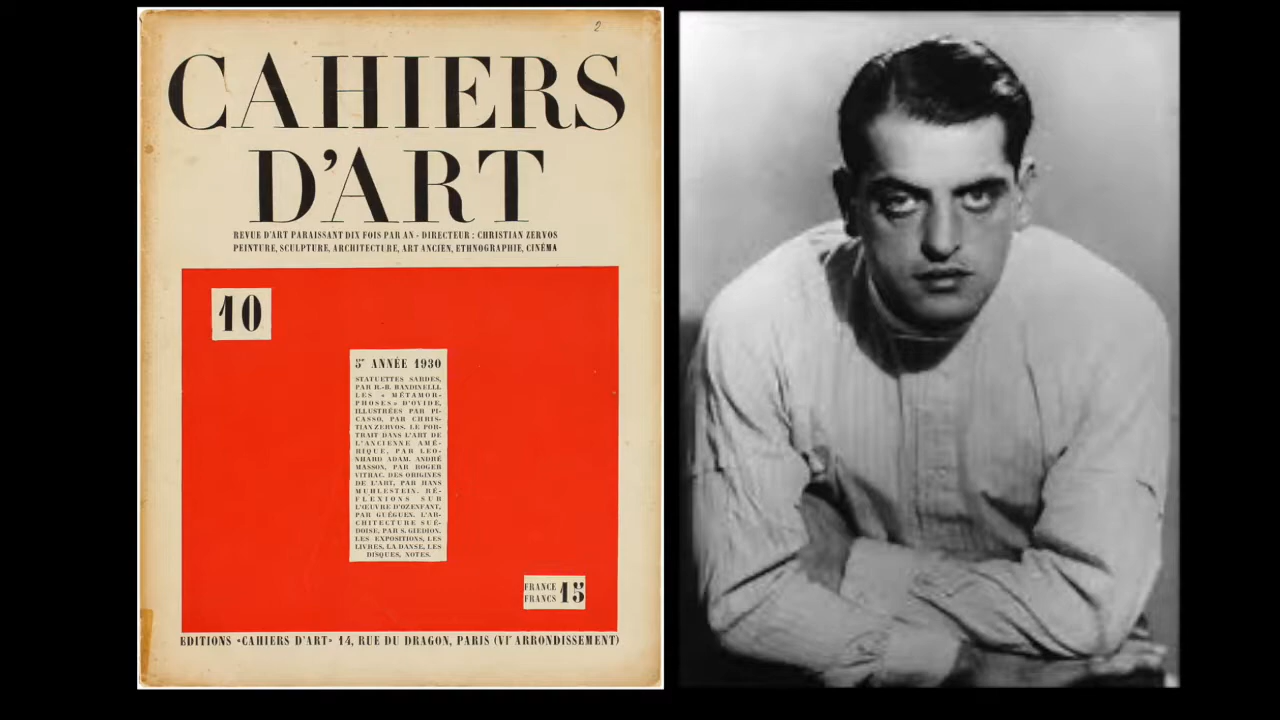 2
CAHIERS
D'ART
REVUE D'ART PARAISSANT DIX FOIS PAR AN - DIRECTEUR : CHRISTIAN ZERVOS
PEINTURE, SCULPTURE, ARCHITECTURE, ART ANCIEN, ETHNOGRAPHIE, CINÉMA
10
5me ANNÉE 1930
STATUETTES SARDES,
PAR R.-B. BANDINELLI.
LES « MÉTAMOR-
PHOSES » D'OVIDE,
ILLUSTRÉES PAR PI-
CASSO, PAR CHRIS-
TIAN ZERVOS. LE POR-
TRAIT DANS L'ART DE
L'ANCIENNE AMÉ-
RIQUE, PAR LEO-
NHARD ADAM. ANDRÉ
MASSON, PAR ROGER
VITRAC. DES ORIGINES
DE L'ART, PAR HANS
MUHLESTEIN. RÉ-
FLEXIONS SUR
L'ŒUVRE D'OZENFANT,
PAR GUÉGUEN. L'AR-
CHITECTURE SUÉ-
DOISE, PAR S. GIEDION.
LES EXPOSITIONS, LES
LIVRES, LA DANSE, LES
DISQUES, NOTES.
FRANCE
FRANCS 15
EDITIONS «CAHIERS D'ART» 14, RUE DU DRAGON, PARIS (VIe ARRONDISSEMENT)